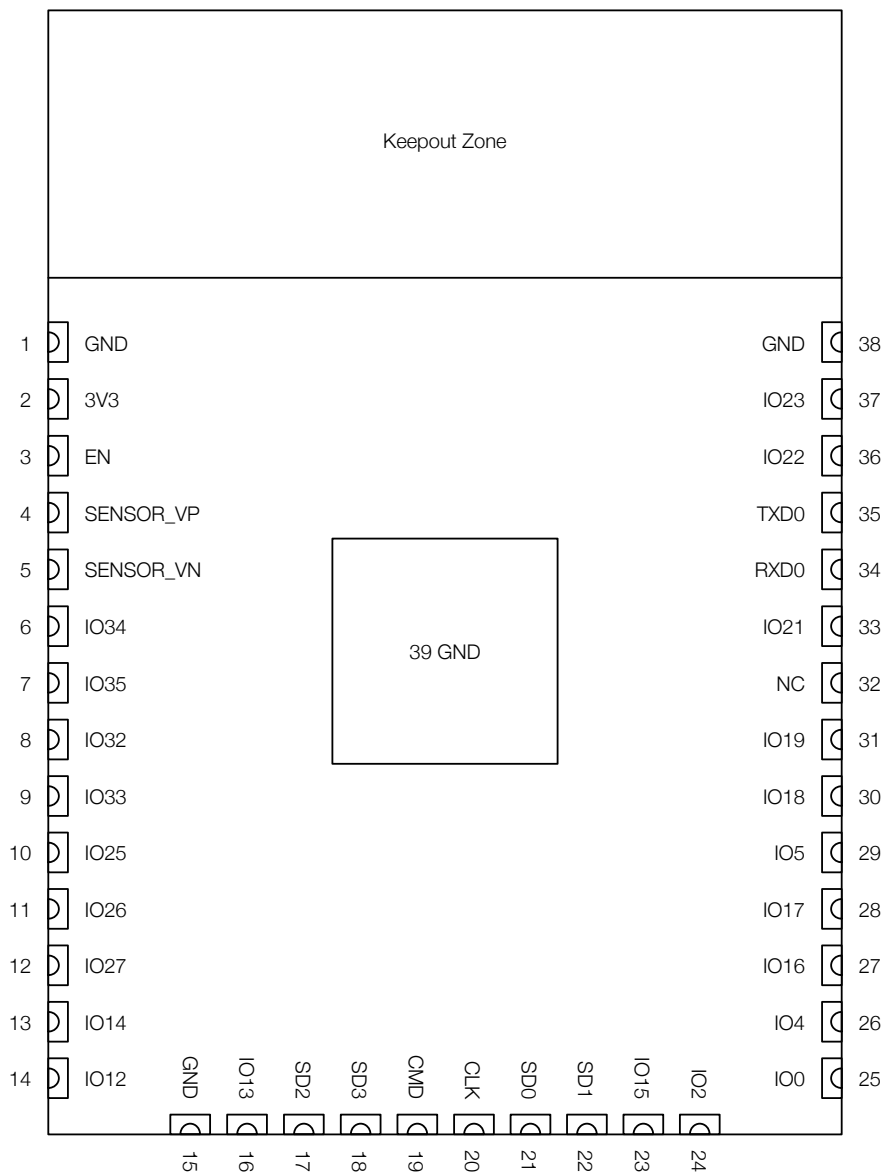 Keepout Zone
1 GND GND 38
2 3V3 IO23 37
3 EN IO22 36
4 SENSOR_VP TXD0 35
5 SENSOR_VN RXD0 34
6 IO34 IO21 33
39 GND
7 IO35 NC 32
8 IO32 IO19 31
9 IO33 IO18 30
10 IO25 IO5 29
11 IO26 IO17 28
12 IO27 IO16 27
13 IO14 IO4 26
14 IO12 IO0 25
GND IO13 SD2 SD3 CMD CLK SD0 SD1 IO15 IO2
15 16 17 18 19 20 21 22 23 24